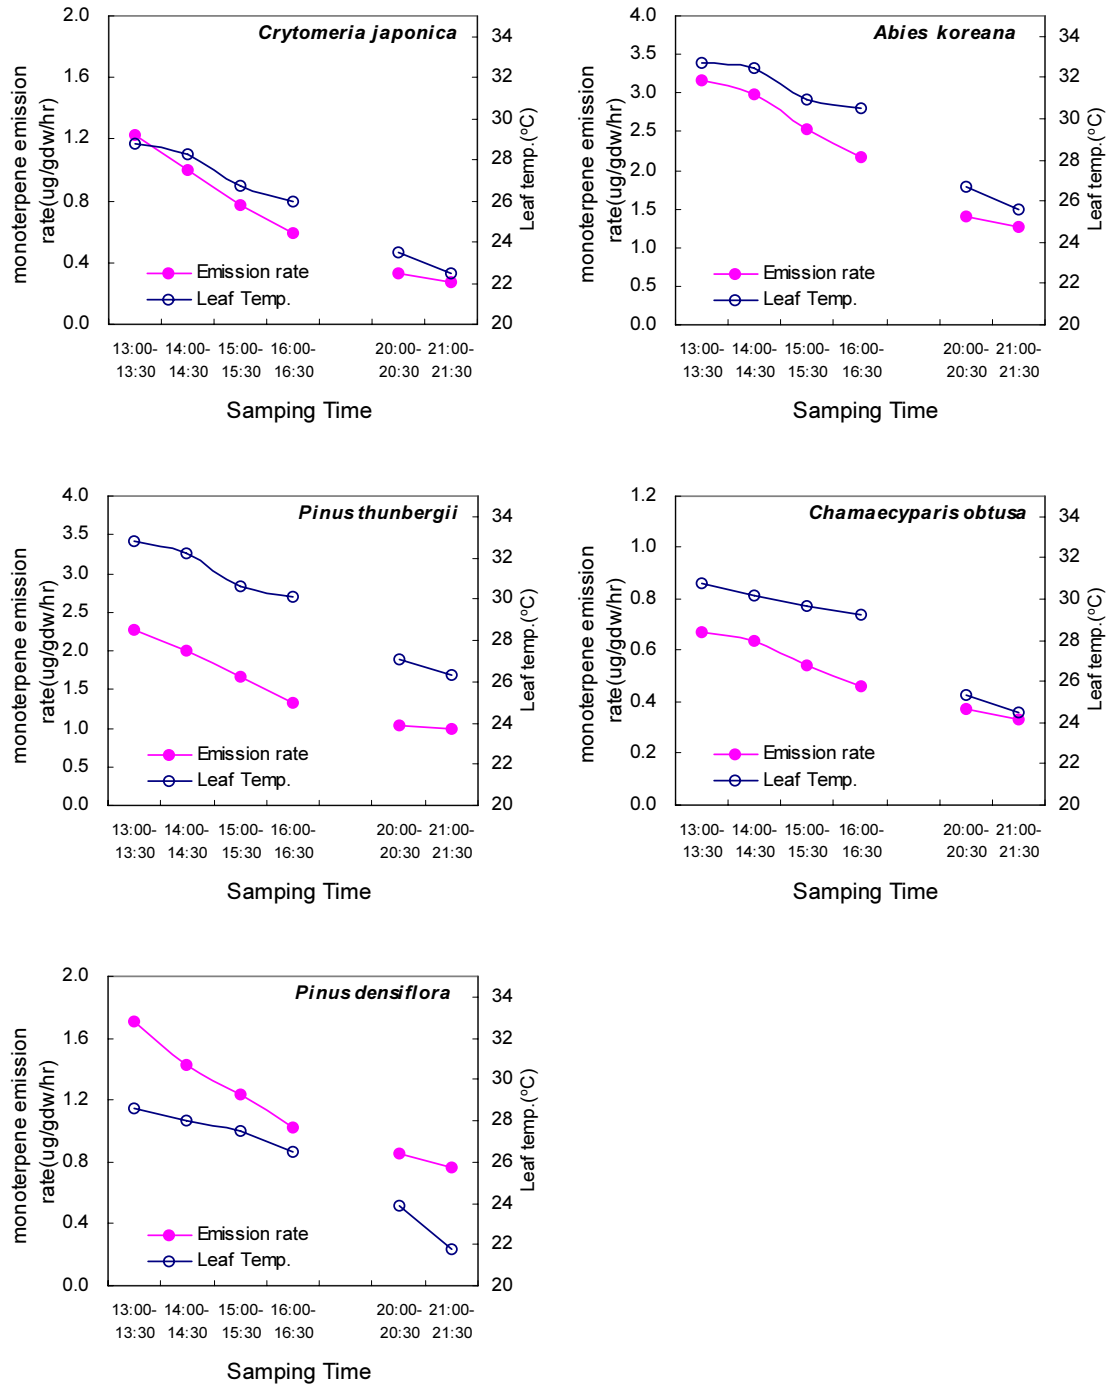 Crytomeria japonica
monoterpene emission
rate(ug/gdw/hr)
2.0
1.6
1.2
0.8
0.4
0.0
34
32
30
28
26
24
22
20
Leaf temp.(°C)
Emission rate
Leaf Temp.
13:00- 14:00- 15:00- 16:00- 20:00- 21:00-
13:30 14:30 15:30 16:30 20:30 21:30
Samping Time
Abies koreana
monoterpene emission
rate(ug/gdw/hr)
4.0
3.5
3.0
2.5
2.0
1.5
1.0
0.5
0.0
34
32
30
28
26
24
22
20
Leaf temp.(°C)
Emission rate
Leaf Temp.
13:00- 14:00- 15:00- 16:00- 20:00- 21:00-
13:30 14:30 15:30 16:30 20:30 21:30
Samping Time
Pinus thunbergii
monoterpene emission
rate(ug/gdw/hr)
4.0
3.5
3.0
2.5
2.0
1.5
1.0
0.5
0.0
34
32
30
28
26
24
22
20
Leaf temp.(°C)
Emission rate
Leaf Temp.
13:00- 14:00- 15:00- 16:00- 20:00- 21:00-
13:30 14:30 15:30 16:30 20:30 21:30
Samping Time
Chamaecyparis obtusa
monoterpene emission
rate(ug/gdw/hr)
1.2
1.0
0.8
0.6
0.4
0.2
0.0
34
32
30
28
26
24
22
20
Leaf temp.(°C)
Emission rate
Leaf Temp.
13:00- 14:00- 15:00- 16:00- 20:00- 21:00-
13:30 14:30 15:30 16:30 20:30 21:30
Samping Time
Pinus densiflora
monoterpene emission
rate(ug/gdw/hr)
2.0
1.6
1.2
0.8
0.4
0.0
34
32
30
28
26
24
22
20
Leaf temp.(°C)
Emission rate
Leaf Temp.
13:00- 14:00- 15:00- 16:00- 20:00- 21:00-
13:30 14:30 15:30 16:30 20:30 21:30
Samping Time